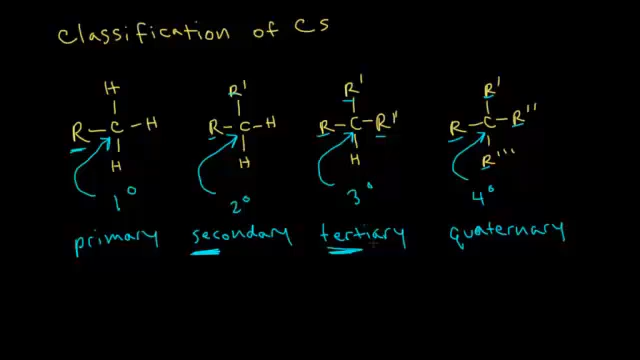 Classification of Cs
H R' R' R'
R-C-H R-C-H R-C-R'' R-C-R''
H H H R'''
1° 2° 3° 4°
primary secondary tertiary quaternary